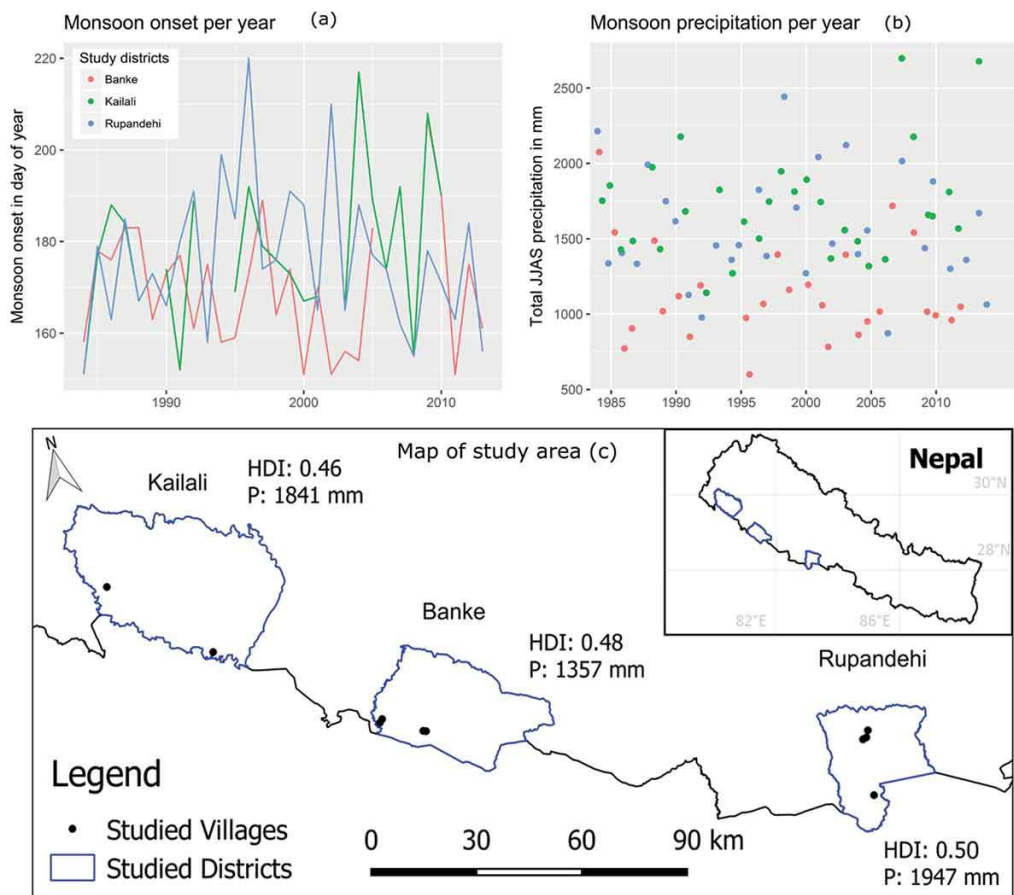 Monsoon onset per year (a)
Monsoon onset in day of year
220
200
180
160
Study districts
Banke
Kailali
Rupandehi
1990
2000
2010
Monsoon precipitation per year (b)
Total JJAS precipitation in mm
2500
2000
1500
1000
500
1985
1990
1995
2000
2005
2010
Map of study area (c)
N
Kailali
HDI: 0.46
P: 1841 mm
Banke
HDI: 0.48
P: 1357 mm
Nepal
30°N
28°N
82°E
86°E
Rupandehi
HDI: 0.50
P: 1947 mm
Legend
Studied Villages
Studied Districts
0 30 60 90 km